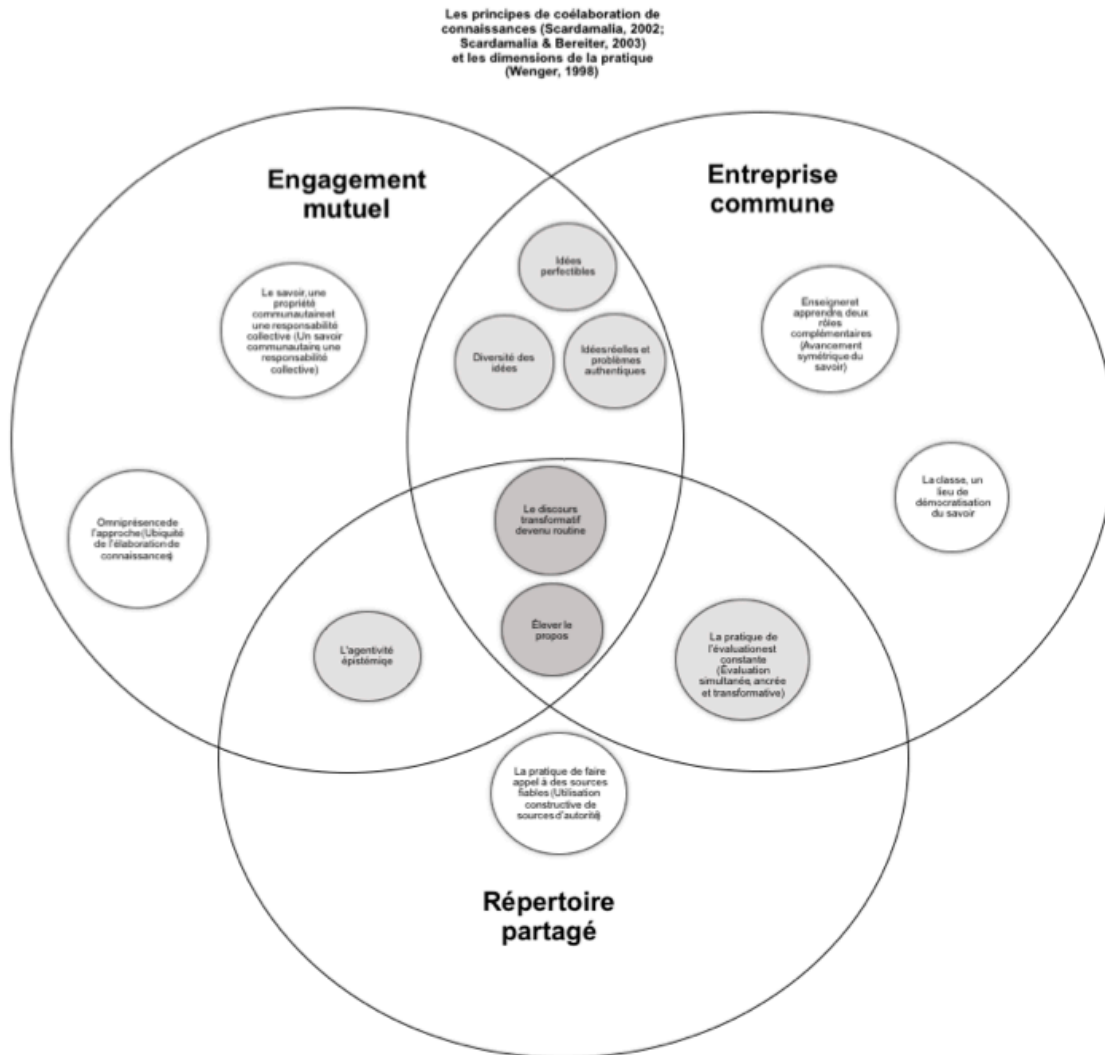 Les principes de coélaboration de
connaissances (Scardamalia, 2002;
Scardamalia & Bereiter, 2003)
et les dimensions de la pratique
(Wenger, 1998)
Engagement
mutuel
Entreprise
commune
Idées
perfectibles
Le savoir, une
propriété
communautaire et
une responsabilité
collective (Un savoir
communautaire, une
responsabilité
collective)
Enseigner et
apprendre, deux
rôles
complémentaires
(Avancement
symétrique du
savoir)
Diversité des
idées
Idées réelles et
problèmes
authentiques
La classe, un
lieu de
démocratisation
du savoir
Omniprésence de
l'approche (Ubiquité
de l'élaboration de
connaissances)
Le discours
transformatif
devenu routine
Élever le
propos
L'agentivité
épistémiqe
La pratique de
l'évaluation est
constante
(Évaluation
simultanée, ancrée
et transformative)
La pratique de faire
appel à des sources
fiables (Utilisation
constructive de
sources d'autorité)
Répertoire
partagé